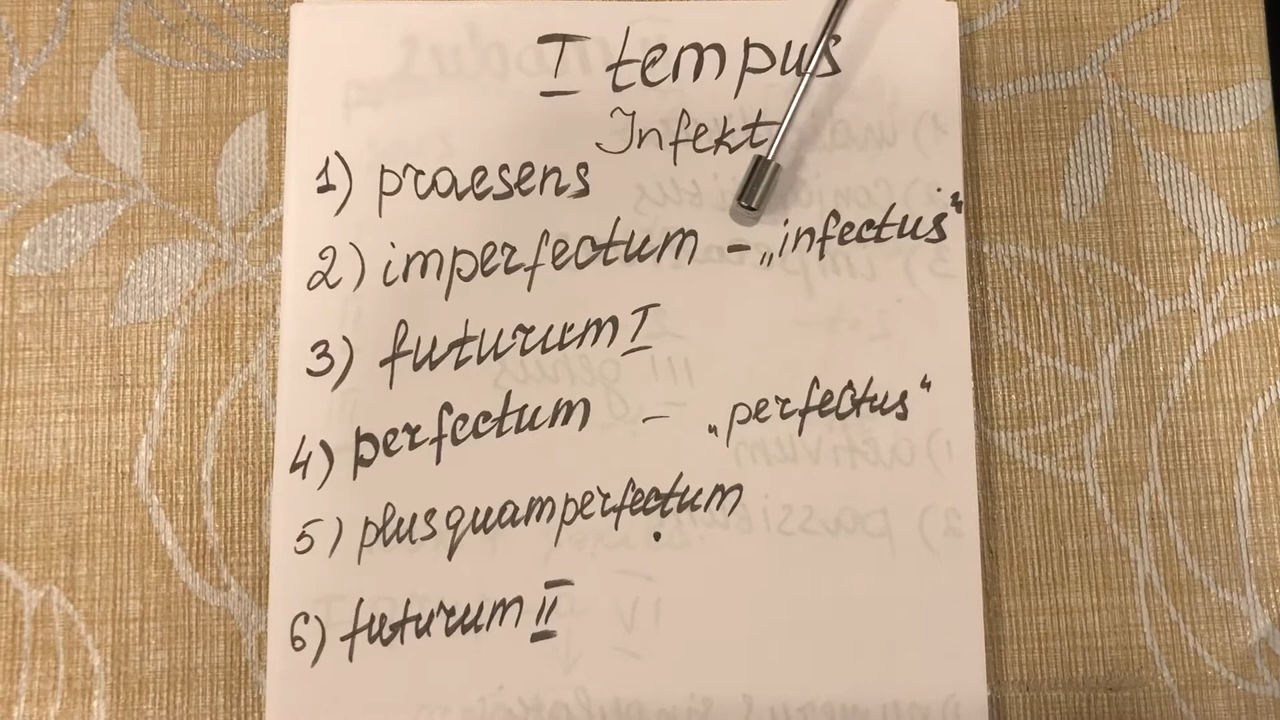 I tempus
Infekt
1) praesens
2) imperfectum - „infectus“
3) futurum I
4) perfectum - „perfectus“
5) plusquamperfectum
6) futurum II